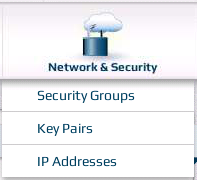 Network & Security
Security Groups
Key Pairs
IP Addresses